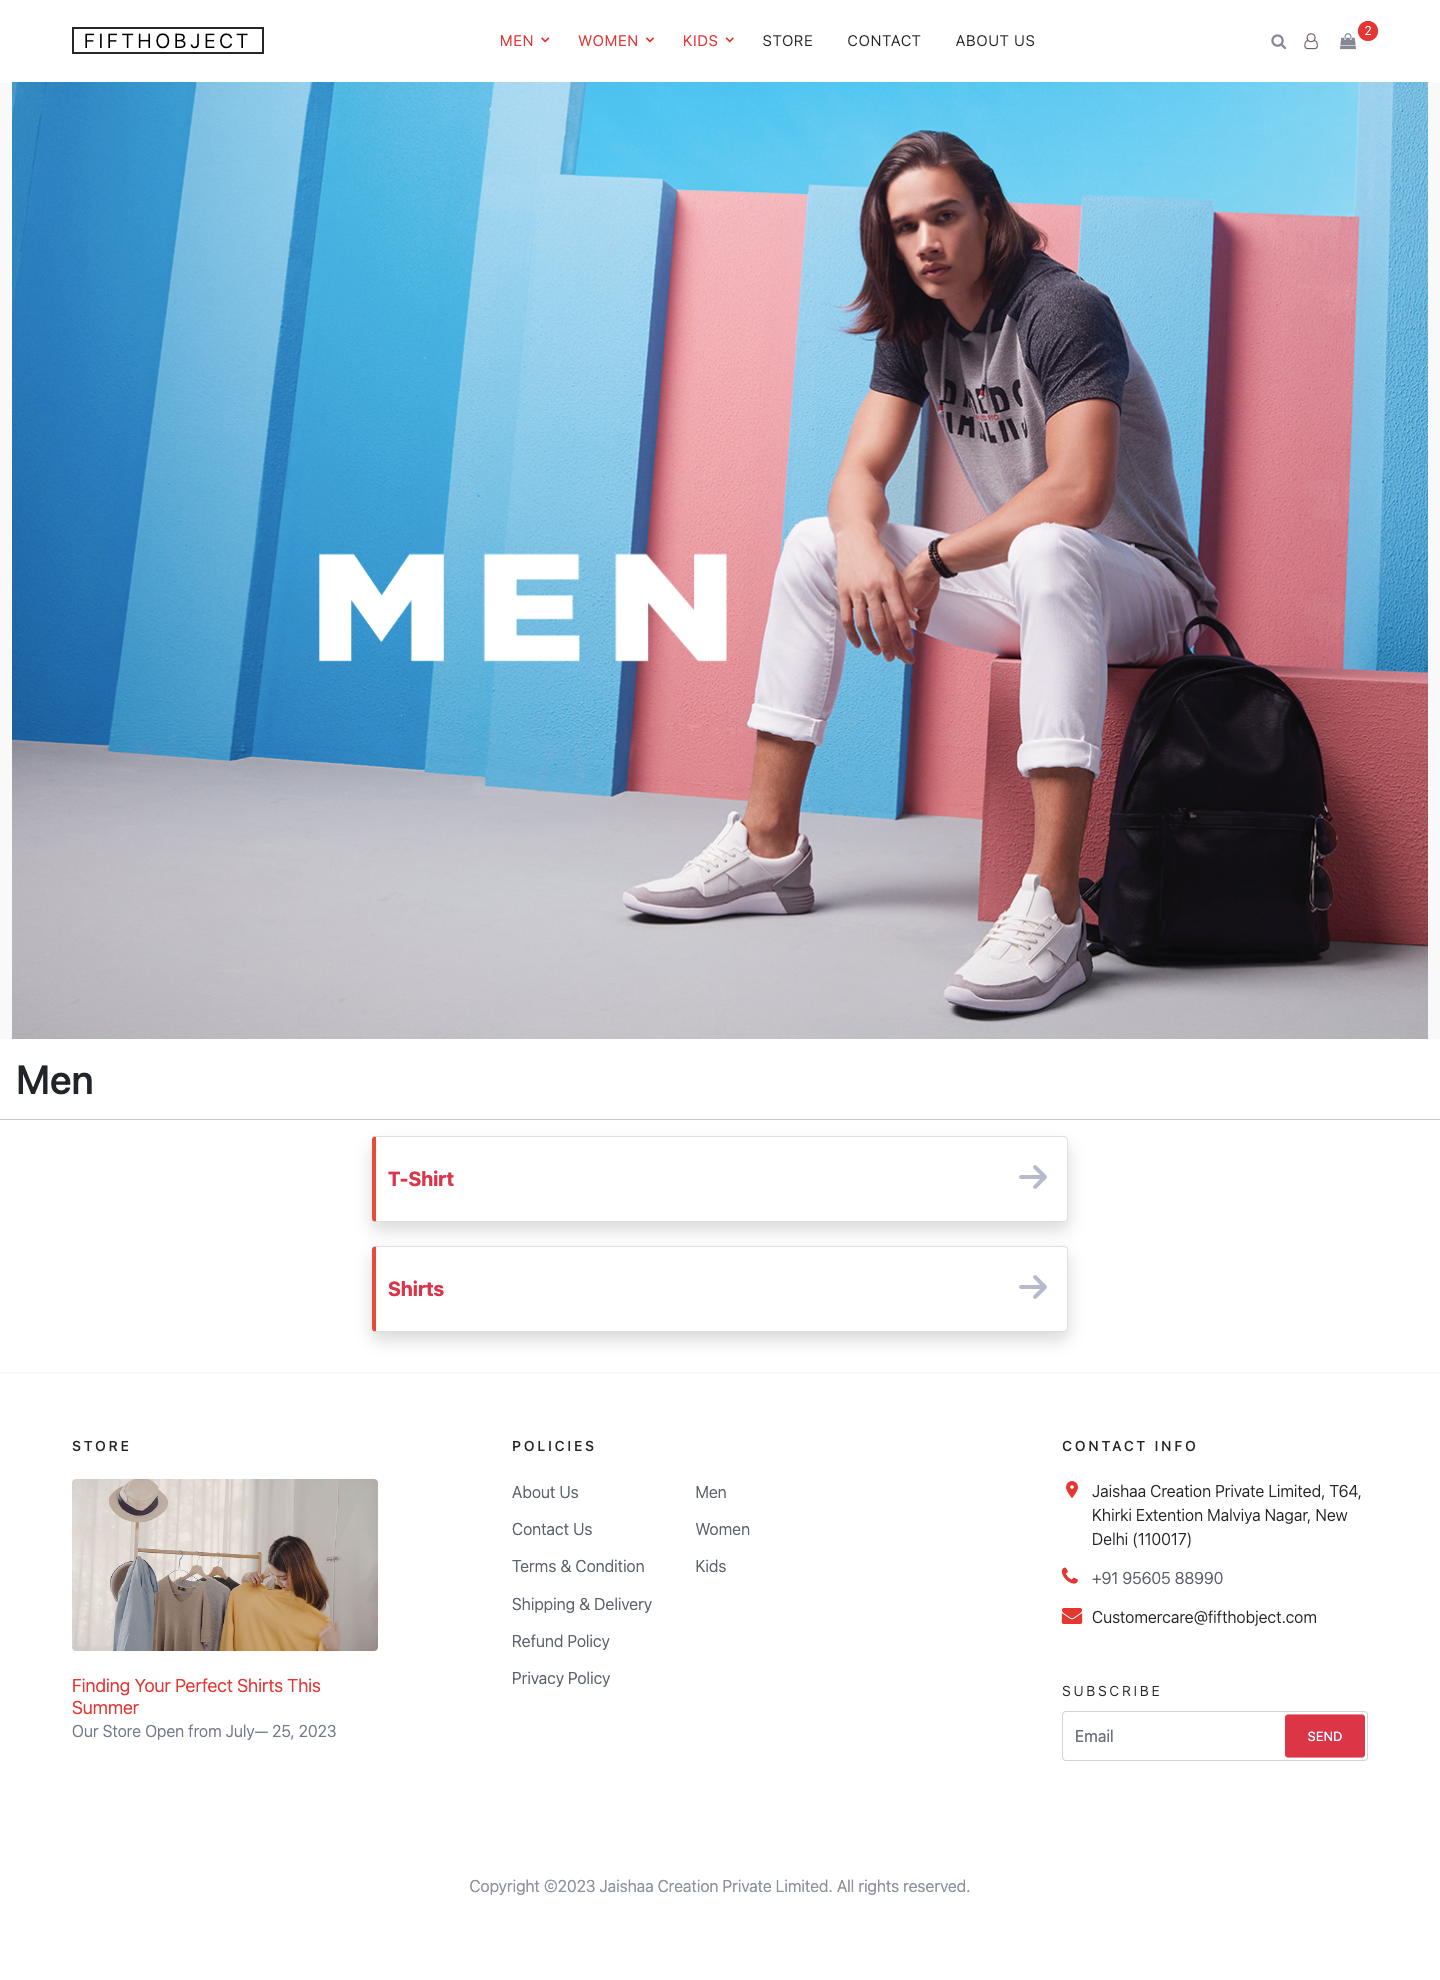 FIFTHOBJECT
MEN
WOMEN
KIDS
STORE
CONTACT
ABOUT US
2
MEN
Men
T-Shirt
Shirts
STORE
Finding Your Perfect Shirts This
Summer
Our Store Open from July— 25, 2023
POLICIES
About Us
Contact Us
Terms & Condition
Shipping & Delivery
Refund Policy
Privacy Policy
Men
Women
Kids
CONTACT INFO
Jaishaa Creation Private Limited, T64,
Khirki Extention Malviya Nagar, New
Delhi (110017)
+91 95605 88990
Customercare@fifthobject.com
SUBSCRIBE
Email
SEND
Copyright ©2023 Jaishaa Creation Private Limited. All rights reserved.